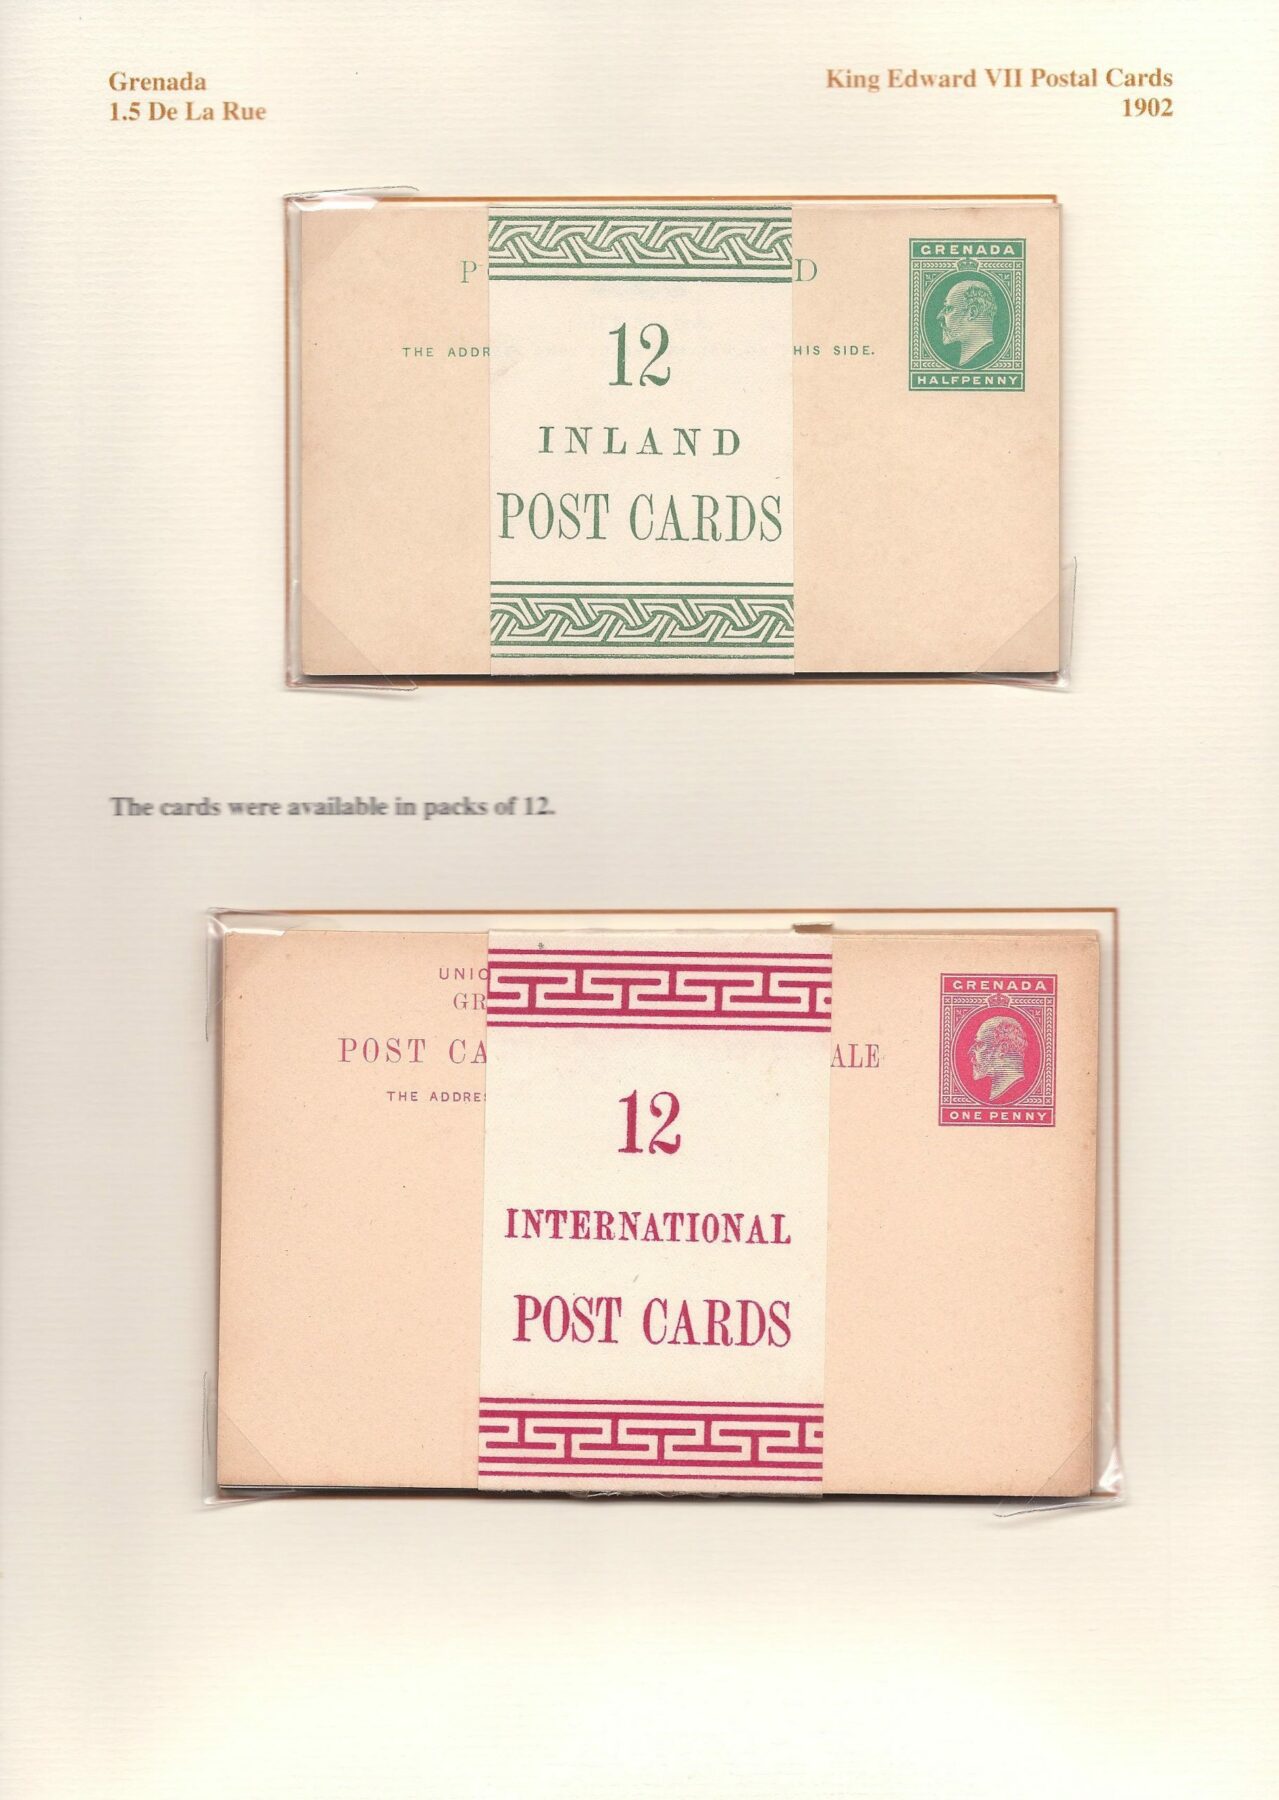 Grenada
1.5 De La Rue
King Edward VII Postal Cards
1902
P D
THE ADDR HIS SIDE.
GRENADA
HALFPENNY
12
INLAND
POST CARDS
The cards were available in packs of 12.
UNIO
GR
POST CA ALE
THE ADDRES
GRENADA
ONE PENNY
12
INTERNATIONAL
POST CARDS